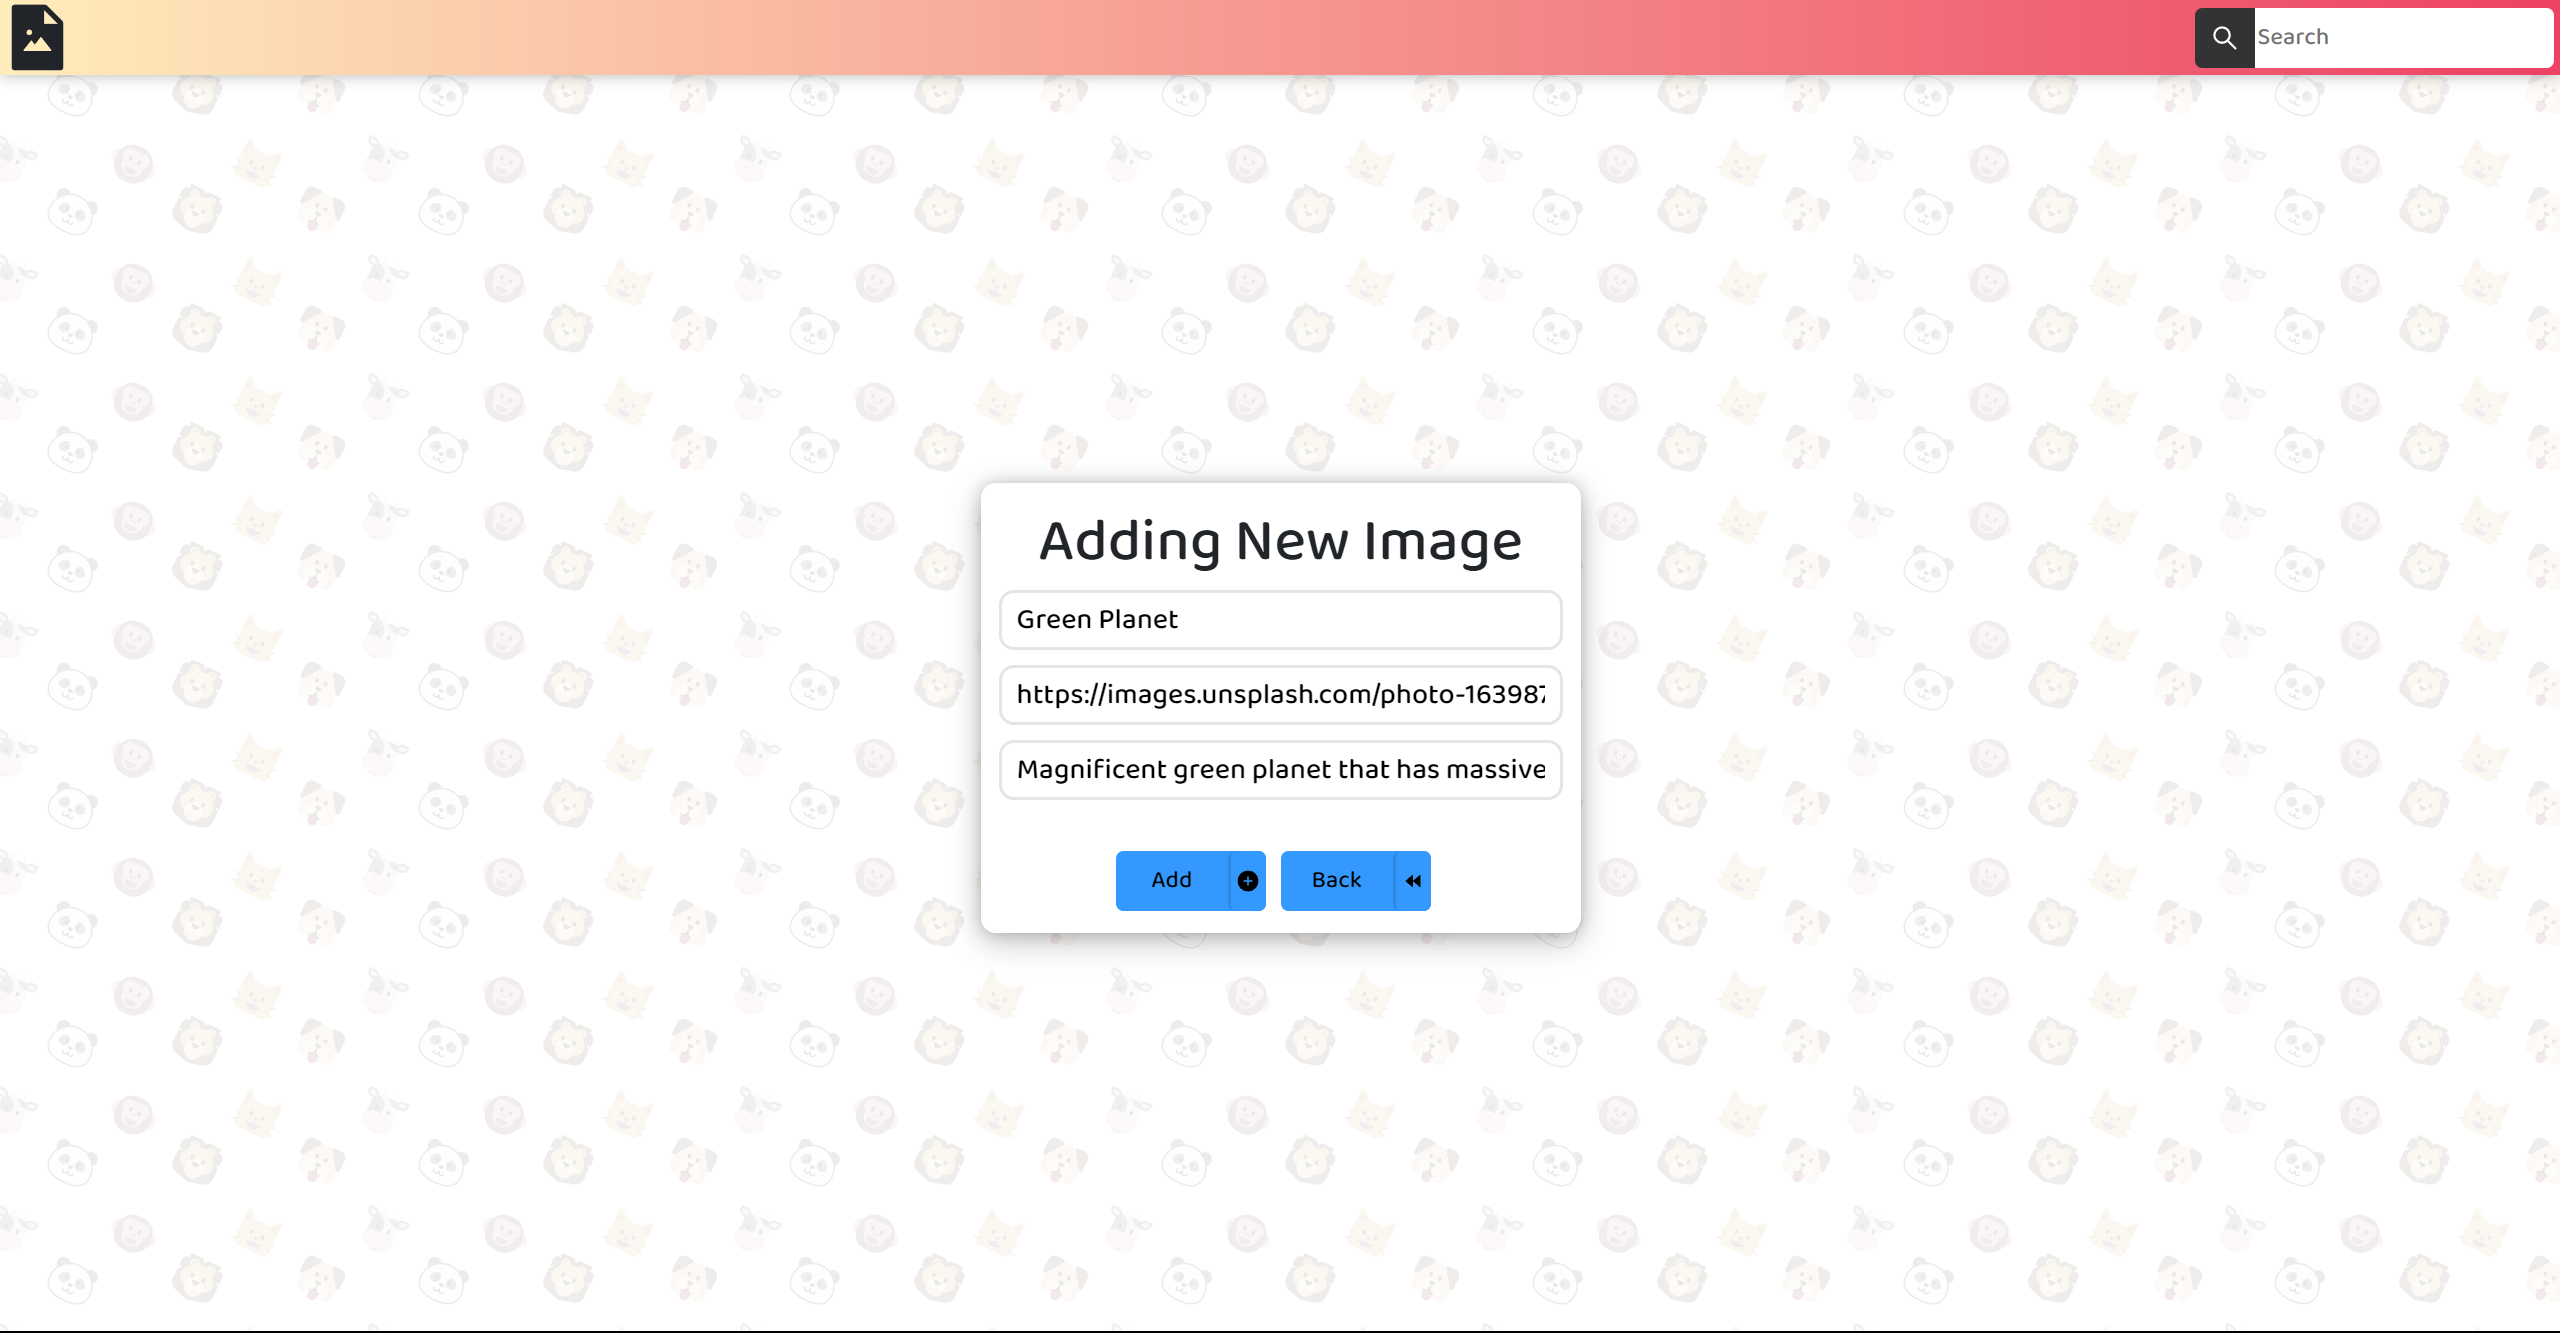 Search
Adding New Image
Green Planet
https://images.unsplash.com/photo-163987
Magnificent green planet that has massive
Add
Back